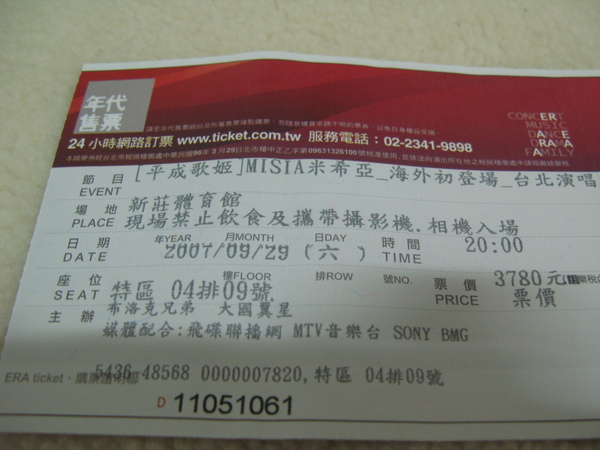 年代
售票
CONCERT
MUSIC
DANCE
DRAMA
FAMILY
24小時網路訂票 www.ticket.com.tw 服務電話：02-2341-9898
節目 [平成歌姬]MISIA米希亞_海外初登場_台北演唱
EVENT
場地 新莊體育館
PLACE 現場禁止飲食及攜帶攝影機.相機入場
日期 年YEAR 月MONTH 日DAY 時間 20:00
DATE 2007/09/29 (六) TIME
座位 樓FLOOR 排ROW 號NO. 票價 3780元
SEAT 特區 04排09號 PRICE 票價
主辦 布洛克兄弟 大國翼星
媒體配合:飛碟聯播網 MTV音樂台 SONY BMG
5436-48568 0000007820,特區 04排09號
ERA ticket・購票證明聯
D 11051061